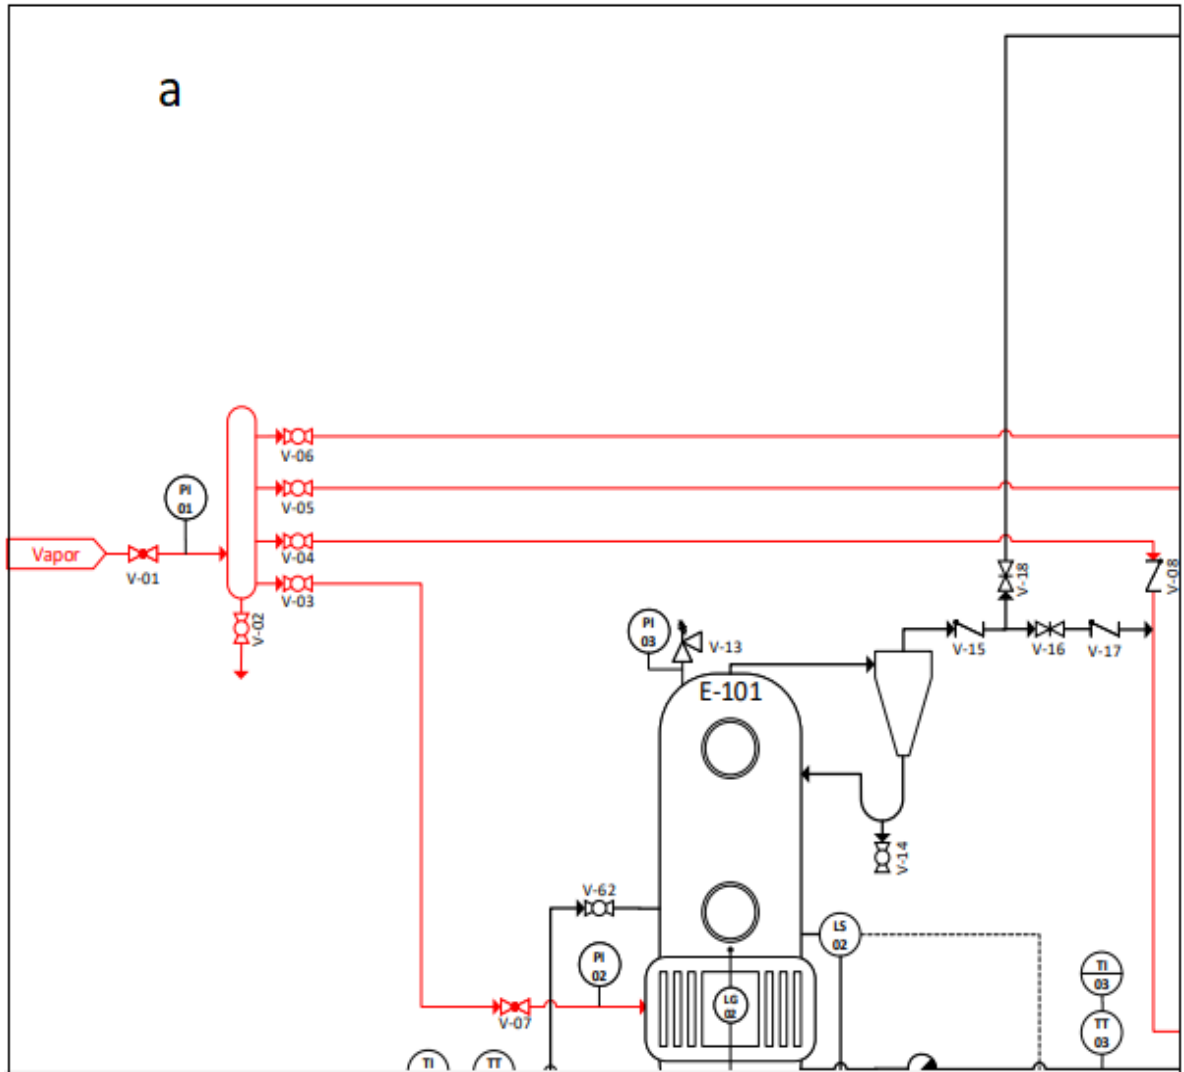 a
V-06
PI
01
V-05
Vapor
V-01
V-04
V-03
V-02
V-18
V-08
PI
03
V-13
V-15
V-16
V-17
E-101
V-14
V-62
LS
02
PI
02
TI
03
LG
02
V-07
TT
03
TI
TT